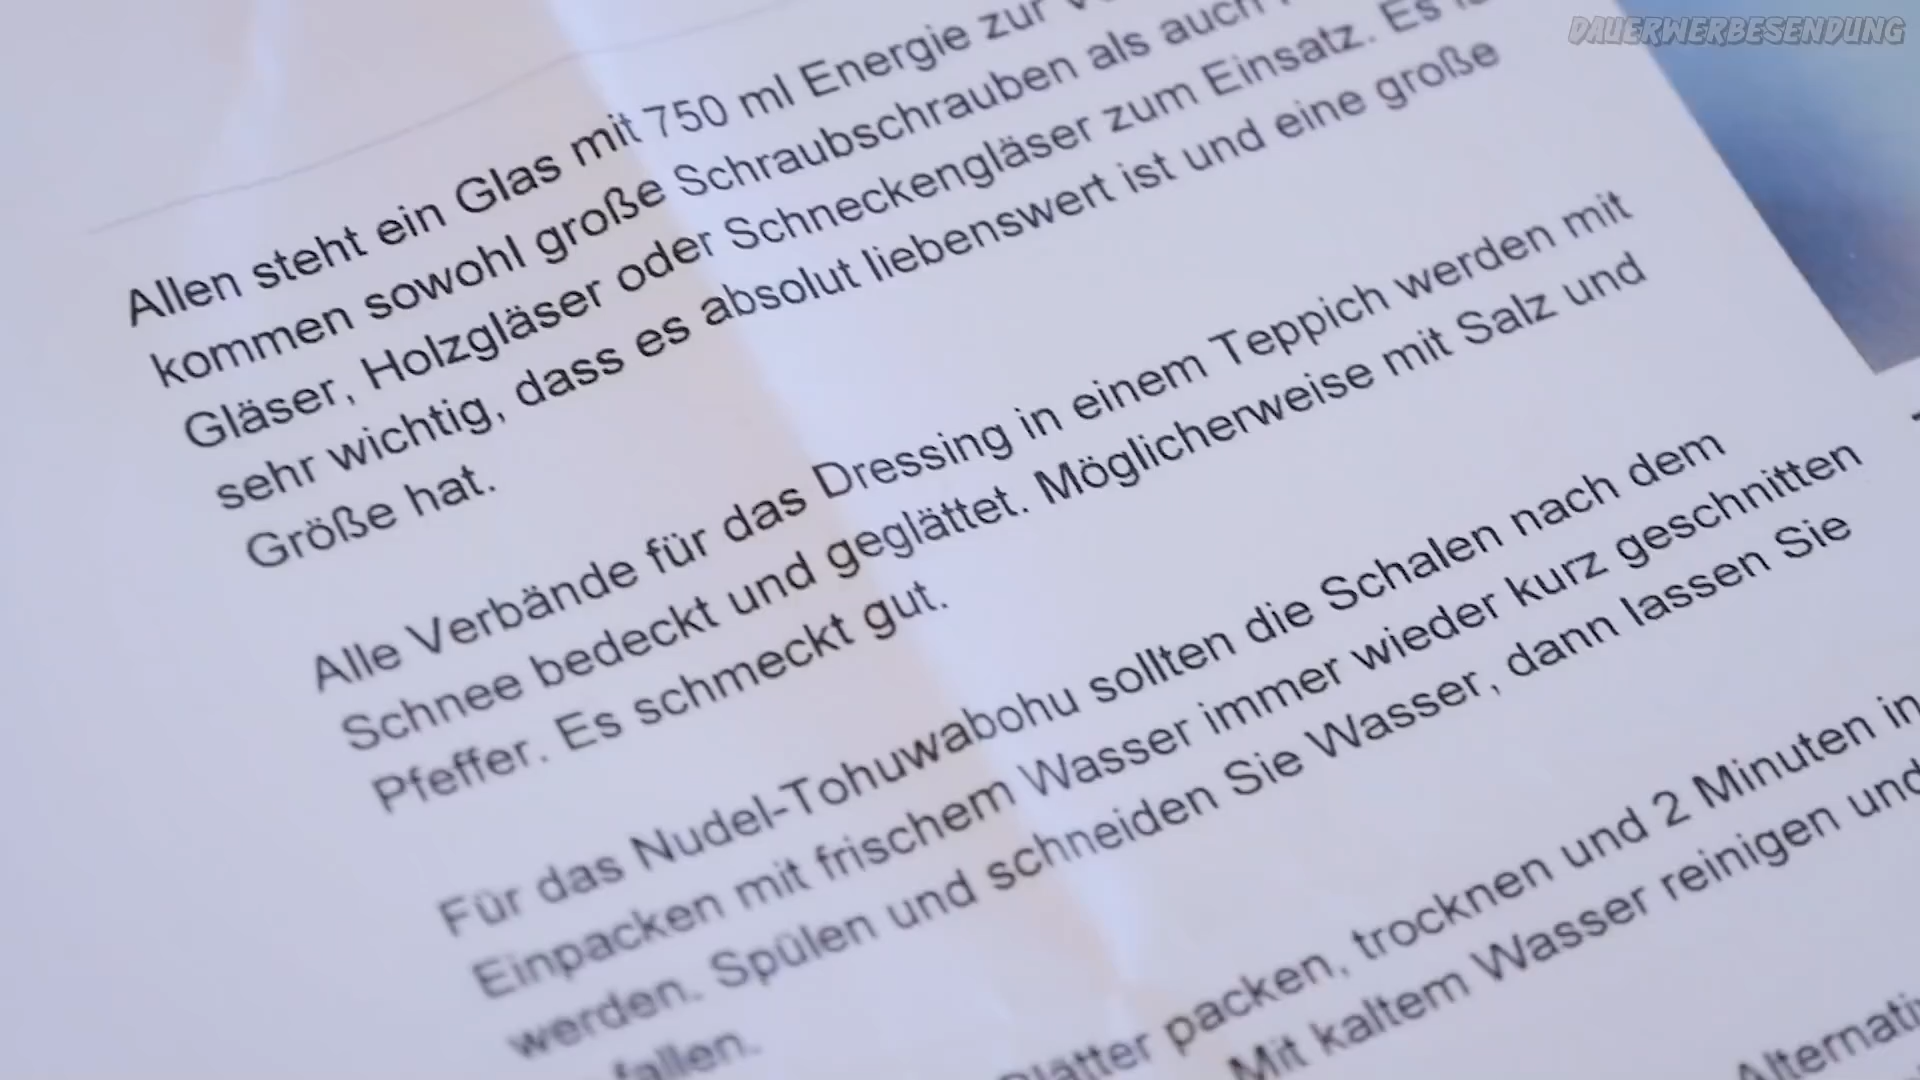 DAUERWERBESENDUNG
Allen steht ein Glas mit 750 ml Energie zur
kommen sowohl große Schraubschrauben als auch
Gläser, Holzgläser oder Schneckengläser zum Einsatz. Es
sehr wichtig, dass es absolut liebenswert ist und eine große
Größe hat.
Alle Verbände für das Dressing in einem Teppich werden mit
Schnee bedeckt und geglättet. Möglicherweise mit Salz und
Pfeffer. Es schmeckt gut.
Für das Nudel-Tohuwabohu sollten die Schalen nach dem
Einpacken mit frischem Wasser immer wieder kurz geschnitten
werden. Spülen und schneiden Sie Wasser, dann lassen Sie
fallen.
Blätter packen, trocknen und 2 Minuten in
Mit kaltem Wasser reinigen und